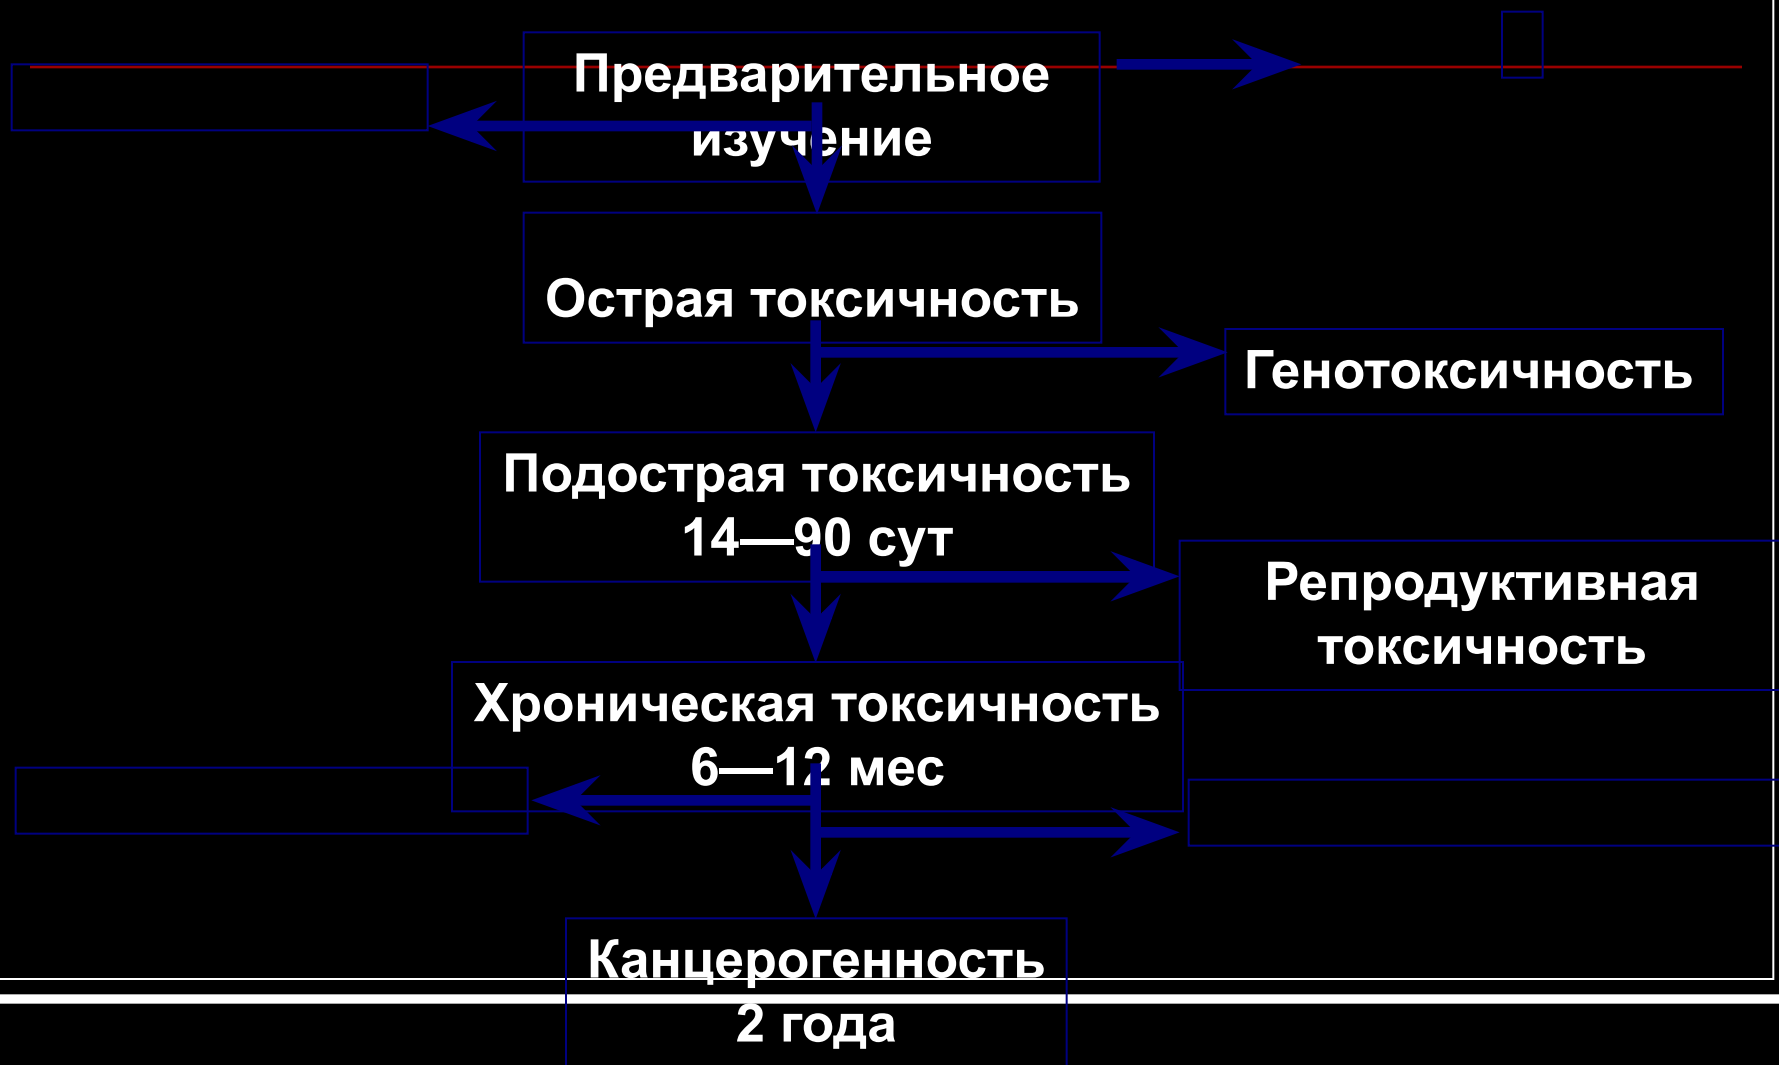 Предварительное
изучение
Острая токсичность
Генотоксичность
Подострая токсичность
14—90 сут
Репродуктивная
токсичность
Хроническая токсичность
6—12 мес
Канцерогенность
2 года